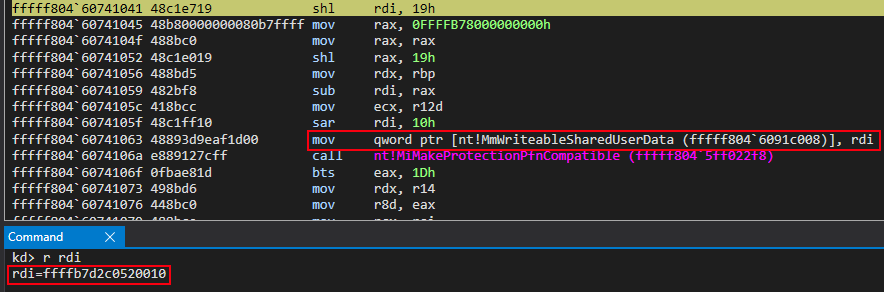 fffff804`60741041 48c1e719 shl rdi, 19h
fffff804`60741045 48b80000000080b7ffff mov rax, 0FFFFB78000000000h
fffff804`6074104f 488bc0 mov rax, rax
fffff804`60741052 48c1e019 shl rax, 19h
fffff804`60741056 488bd5 mov rdx, rbp
fffff804`60741059 482bf8 sub rdi, rax
fffff804`6074105c 418bcc mov ecx, r12d
fffff804`6074105f 48c1ff10 sar rdi, 10h
fffff804`60741063 48893d9eaf1d00 mov qword ptr [nt!MmWriteableSharedUserData (fffff804`6091c008)], rdi
fffff804`6074106a e889127cff call nt!MiMakeProtectionPfnCompatible (fffff804`5ff022f8)
fffff804`6074106f 0fbae81d bts eax, 1Dh
fffff804`60741073 498bd6 mov rdx, r14
fffff804`60741076 448bc0 mov r8d, eax
Command X
kd> r rdi
rdi=ffffb7d2c0520010